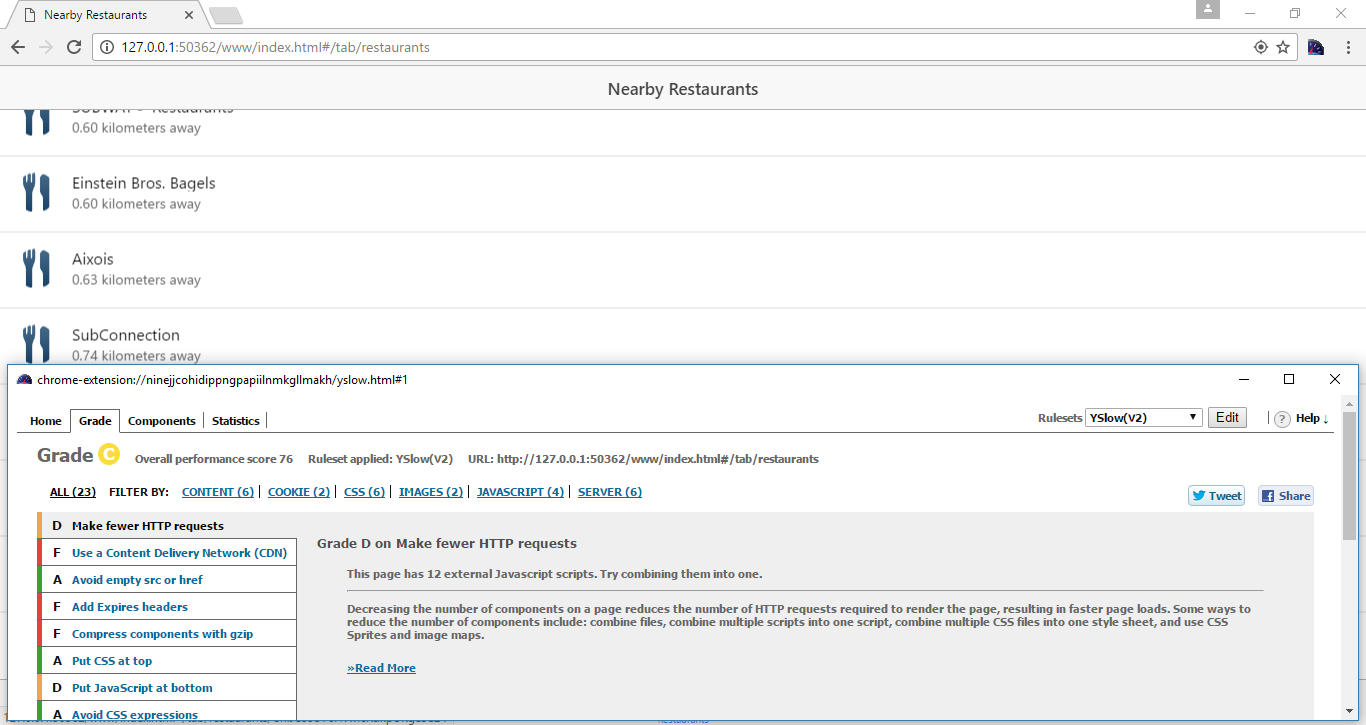 Nearby Restaurants
127.0.0.1:50362/www/index.html#/tab/restaurants
Nearby Restaurants
0.60 kilometers away
Einstein Bros. Bagels
0.60 kilometers away
Aixois
0.63 kilometers away
SubConnection
0.74 kilometers away
chrome-extension://ninejjcohidippngpapiilnmkgllmakh/yslow.html#1
Home Grade Components Statistics Rulesets YSlow(V2) Edit ? Help ↓
Grade C Overall performance score 76 Ruleset applied: YSlow(V2) URL: http://127.0.0.1:50362/www/index.html#/tab/restaurants
ALL (23) FILTER BY: CONTENT (6) COOKIE (2) CSS (6) IMAGES (2) JAVASCRIPT (4) SERVER (6)
Tweet Share
D Make fewer HTTP requests
F Use a Content Delivery Network (CDN)
A Avoid empty src or href
F Add Expires headers
F Compress components with gzip
A Put CSS at top
D Put JavaScript at bottom
A Avoid CSS expressions
Grade D on Make fewer HTTP requests
This page has 12 external Javascript scripts. Try combining them into one.
Decreasing the number of components on a page reduces the number of HTTP requests required to render the page, resulting in faster page loads. Some ways to
reduce the number of components include: combine files, combine multiple scripts into one script, combine multiple CSS files into one style sheet, and use CSS
Sprites and image maps.
»Read More